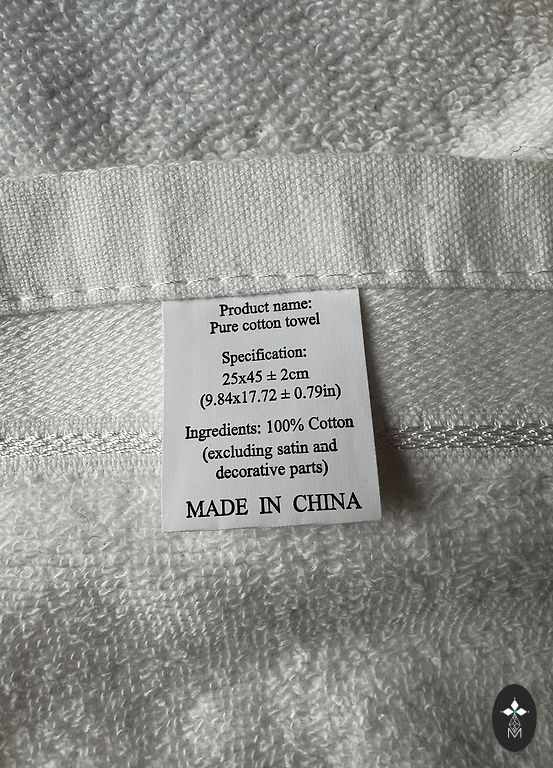 Product name:
Pure cotton towel
Specification:
25x45 ± 2cm
(9.84x17.72 ± 0.79in)
Ingredients: 100% Cotton
(excluding satin and
decorative parts)
MADE IN CHINA
M